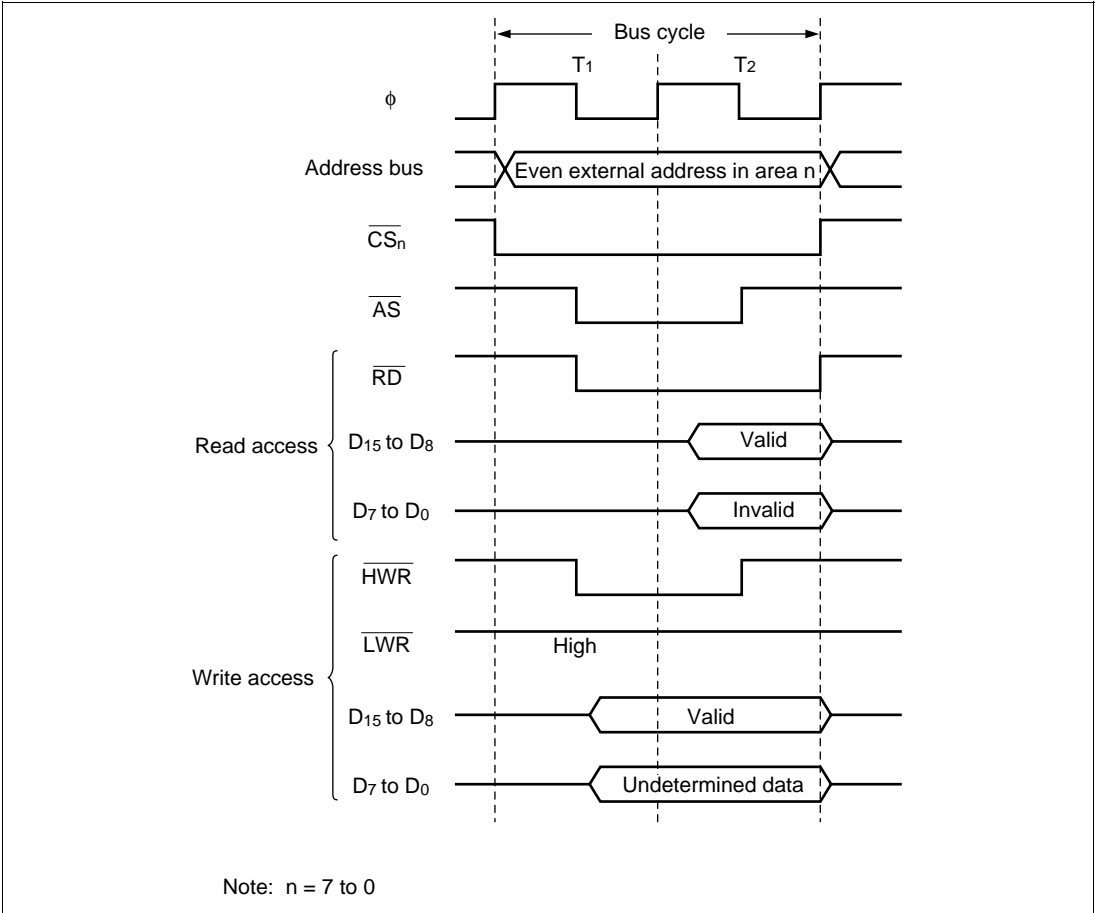 Bus cycle
T1 T2
ϕ
Address bus Even external address in area n
CSn
AS
RD
Read access
D15 to D8 Valid
D7 to D0 Invalid
HWR
LWR High
Write access
D15 to D8 Valid
D7 to D0 Undetermined data
Note: n = 7 to 0